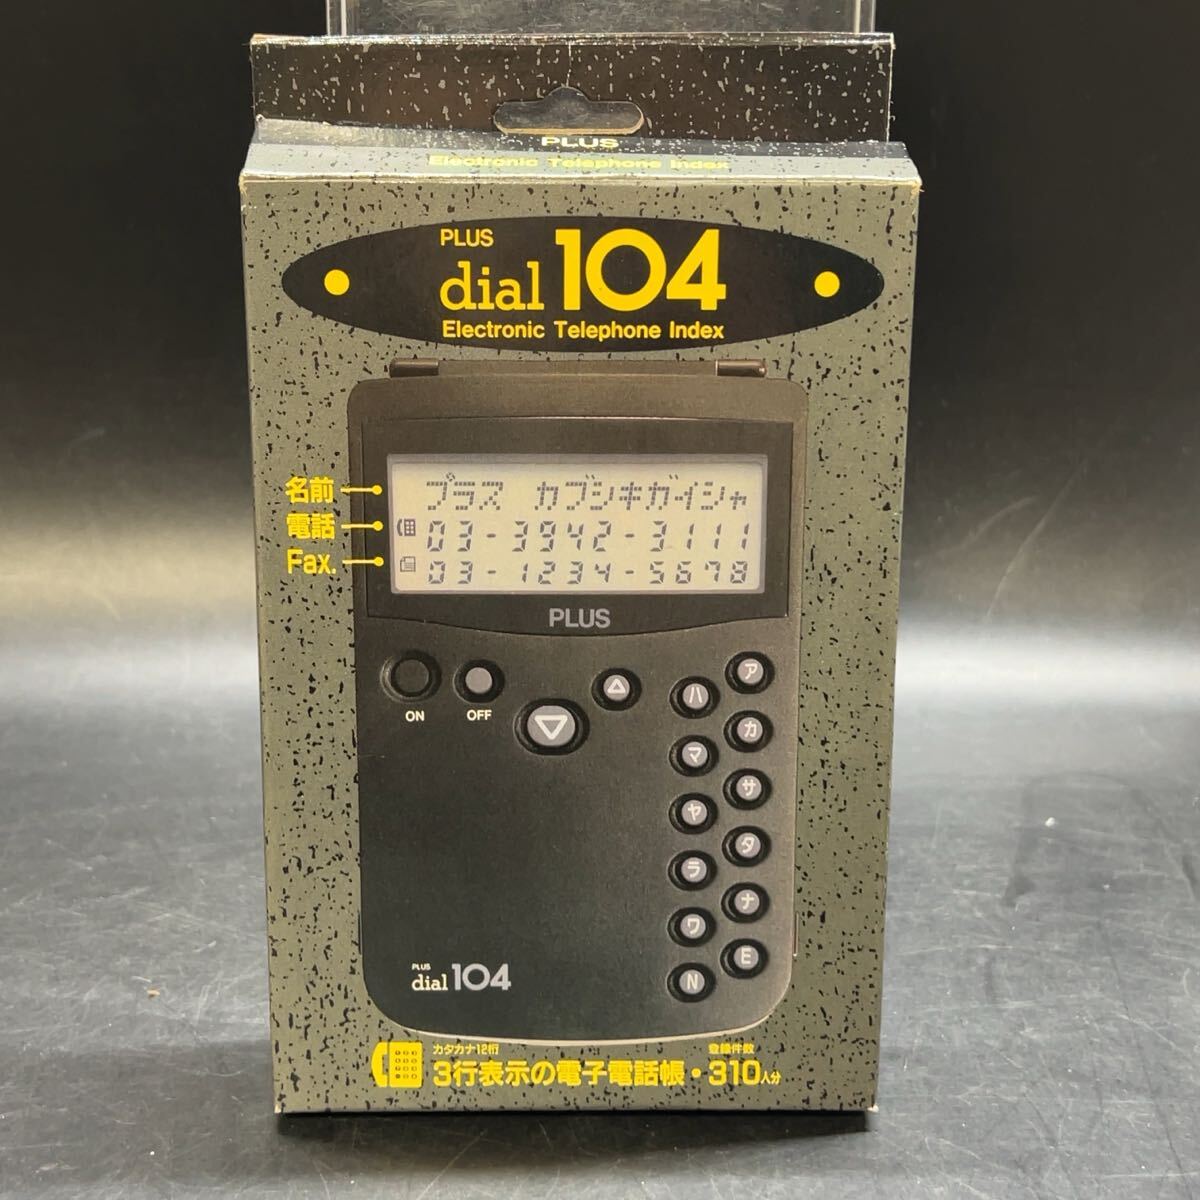 PLUS
Electronic Telephone Index
PLUS
dial 104
Electronic Telephone Index
名前
プラス カブシキガイシャ
電話
03-3942-3111
Fax.
03-1234-5678
PLUS
ON
OFF
ア
ハ
カ
マ
サ
ヤ
タ
ラ
ナ
ワ
E
N
PLUS
dial 104
カタカナ12桁
登録件数
3行表示の電子電話帳・310人分